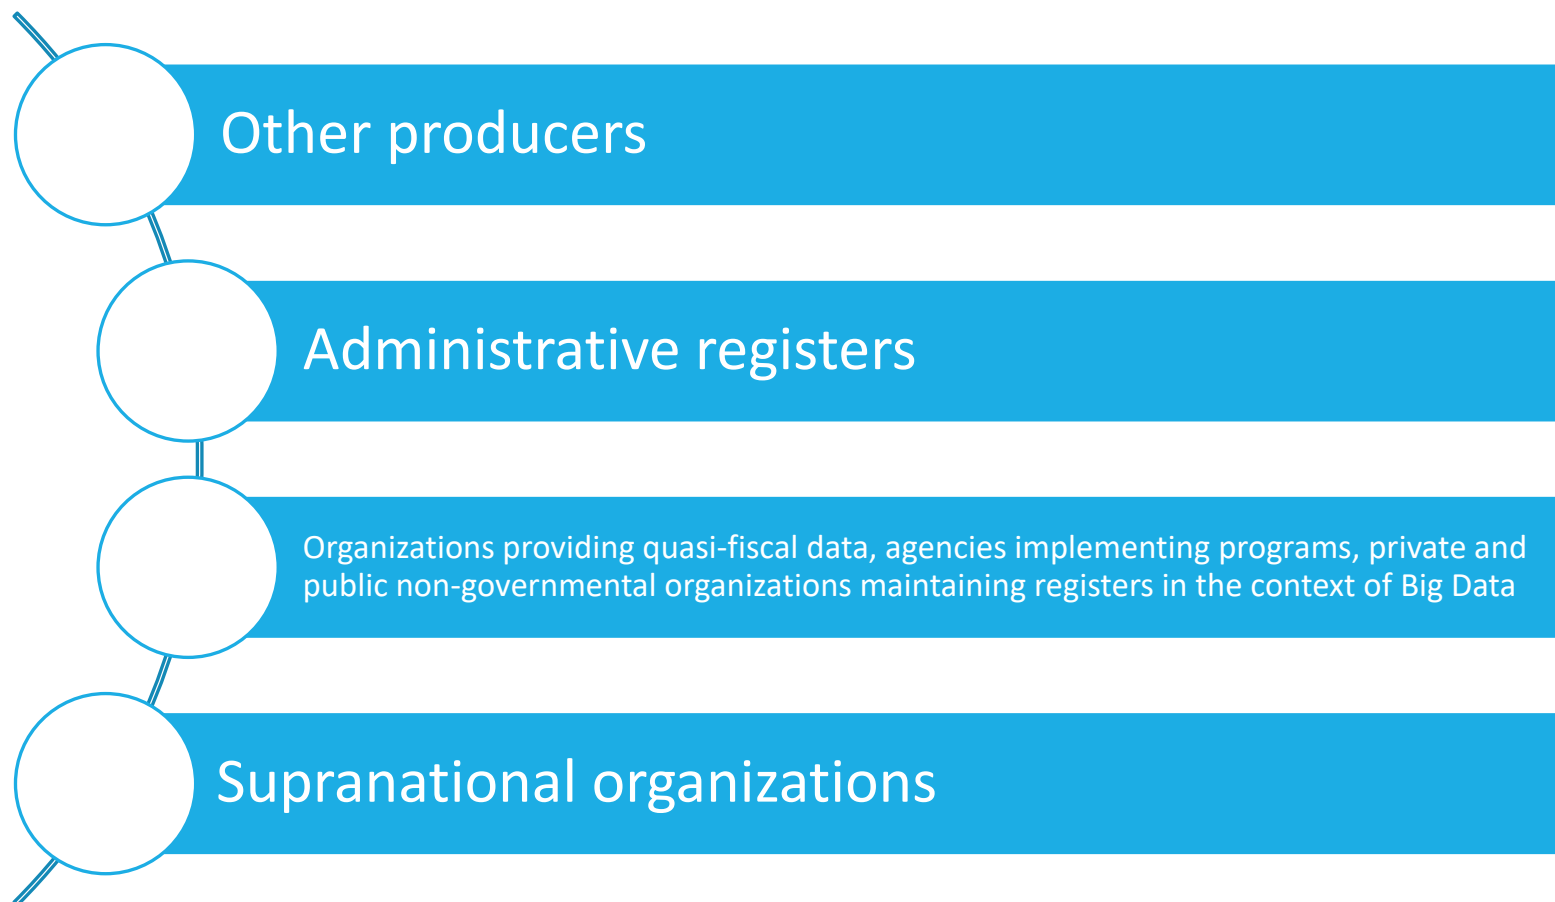 Other producers
Administrative registers
Organizations providing quasi-fiscal data, agencies implementing programs, private and
public non-governmental organizations maintaining registers in the context of Big Data
Supranational organizations